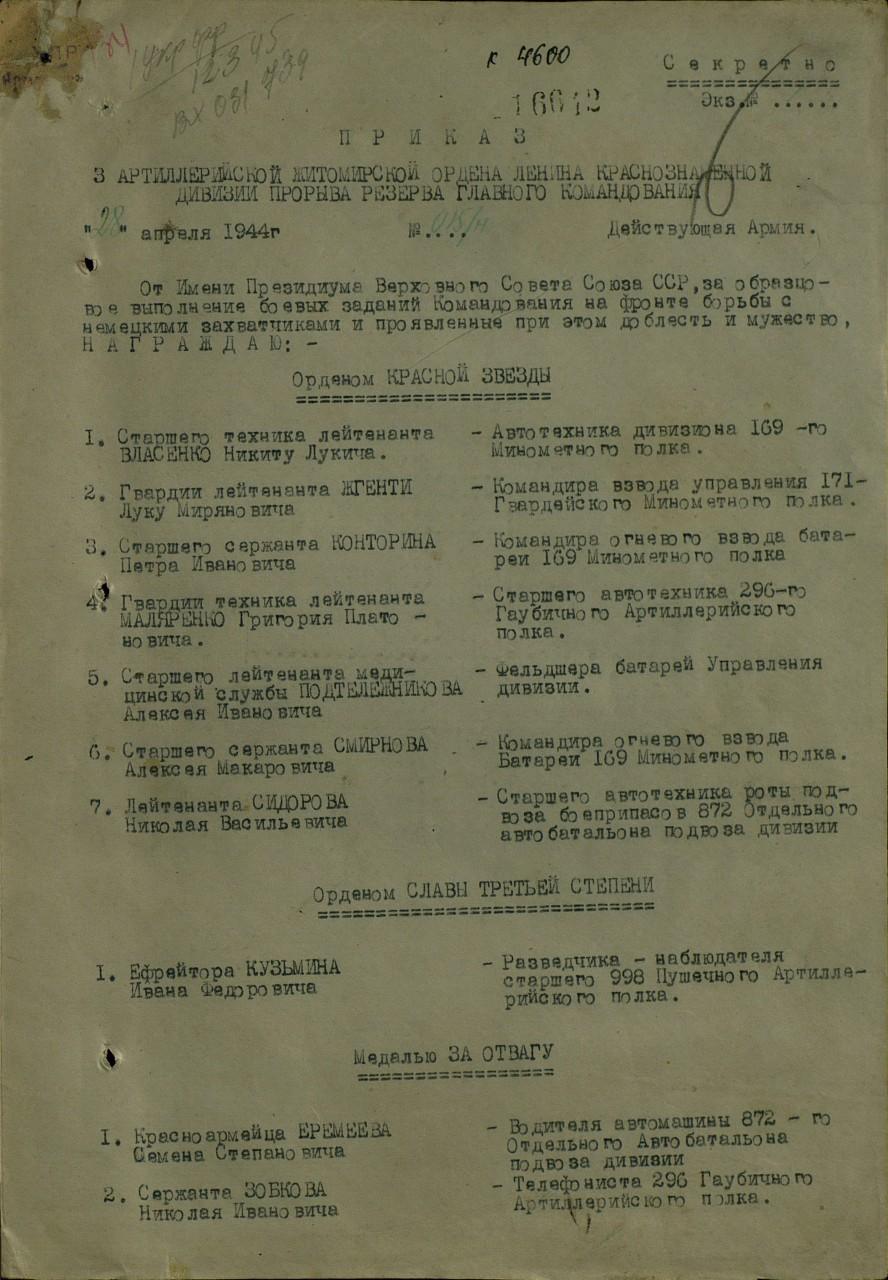 к 4600
Секретно
Экз.№ ......
16642
ПРИКАЗ
3 АРТИЛЛЕРИЙСКОЙ ЖИТОМИРСКОЙ ОРДЕНА ЛЕНИНА КРАСНОЗНАМЕННОЙ
ДИВИЗИИ ПРОРЫВА РЕЗЕРВА ГЛАВНОГО КОМАНДОВАНИЯ
"28" апреля 1944г № 018/н Действующая Армия.
От Имени Президиума Верховного Совета Союза ССР,за образцо-
вое выполнение боевых заданий Командования на фронте борьбы с
немецкими захватчиками и проявленные при этом доблесть и мужество,
НАГРАЖДАЮ:-
Орденом КРАСНОЙ ЗВЕЗДЫ
1. Старшего техника лейтенанта - Автотехника дивизиона 169 -го
ВЛАСЕНКО Никиту Лукича. Минометного полка.
2. Гвардии лейтенанта ЖГЕНТИ - Командира взвода управления 171-
Луку Миряновича Гвардейского Минометного полка.
3. Старшего сержанта КОНТОРИНА - Командира огневого взвода бата-
Петра Ивановича реи 169 Минометного полка
4. Гвардии техника лейтенанта - Старшего автотехника 296-го
МАЛЯРЕНКО Григория Плато - Гаубичного Артиллерийского
новича. полка.
5. Старшего лейтенанта меди- - Фельдшера батарей Управления
цинской службы ПОДТЕЛЕЖНИКОВА дивизии.
Алексея Ивановича
6. Старшего сержанта СМИРНОВА - Командира огневого взвода
Алексея Макаровича Батареи 169 Минометного полка.
7. Лейтенанта СИДОРОВА - Старшего автотехника роты под-
Николая Васильевича воза боеприпасов 872 Отдельного
автобатальона подвоза дивизии
Орденом СЛАВЫ ТРЕТЬЕЙ СТЕПЕНИ
1. Ефрейтора КУЗЬМИНА - Разведчика - наблюдателя
Ивана Федоровича старшего 998 Пушечного Артилле-
рийского полка.
Медалью ЗА ОТВАГУ
1. Красноармейца ЕРЕМЕЕВА - Водителя автомашины 872 - го
Семена Степановича Отдельного Автобатальона
подвоза дивизии
2. Сержанта ЗОБКОВА - Телефониста 296 Гаубичного
Николая Ивановича Артиллерийского полка.